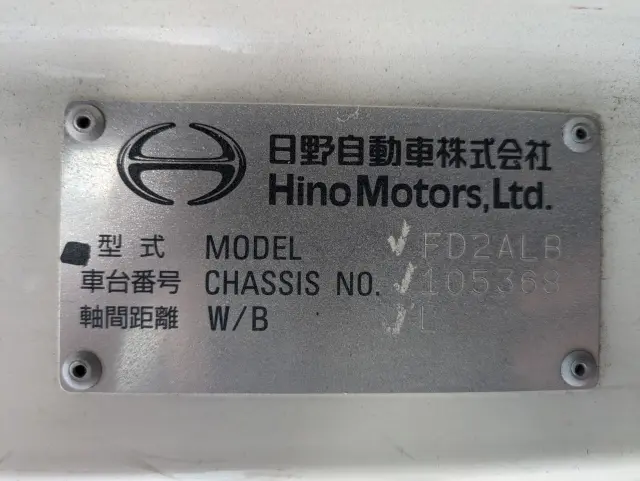 日野自動車株式会社
Hino Motors, Ltd.
型式 MODEL FD2ALB
車台番号 CHASSIS NO. 105369
軸間距離 W/B L